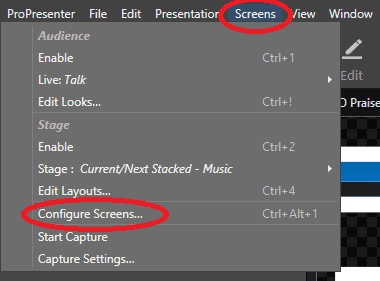 ProPresenter File Edit Presentation Screens View Window
Audience
Enable Ctrl+1
Live: Talk
Edit Looks... Ctrl+!
Stage
Enable Ctrl+2
Stage : Current/Next Stacked - Music
Edit Layouts... Ctrl+4
Configure Screens... Ctrl+Alt+1
Start Capture
Capture Settings...
Edit
O Praise